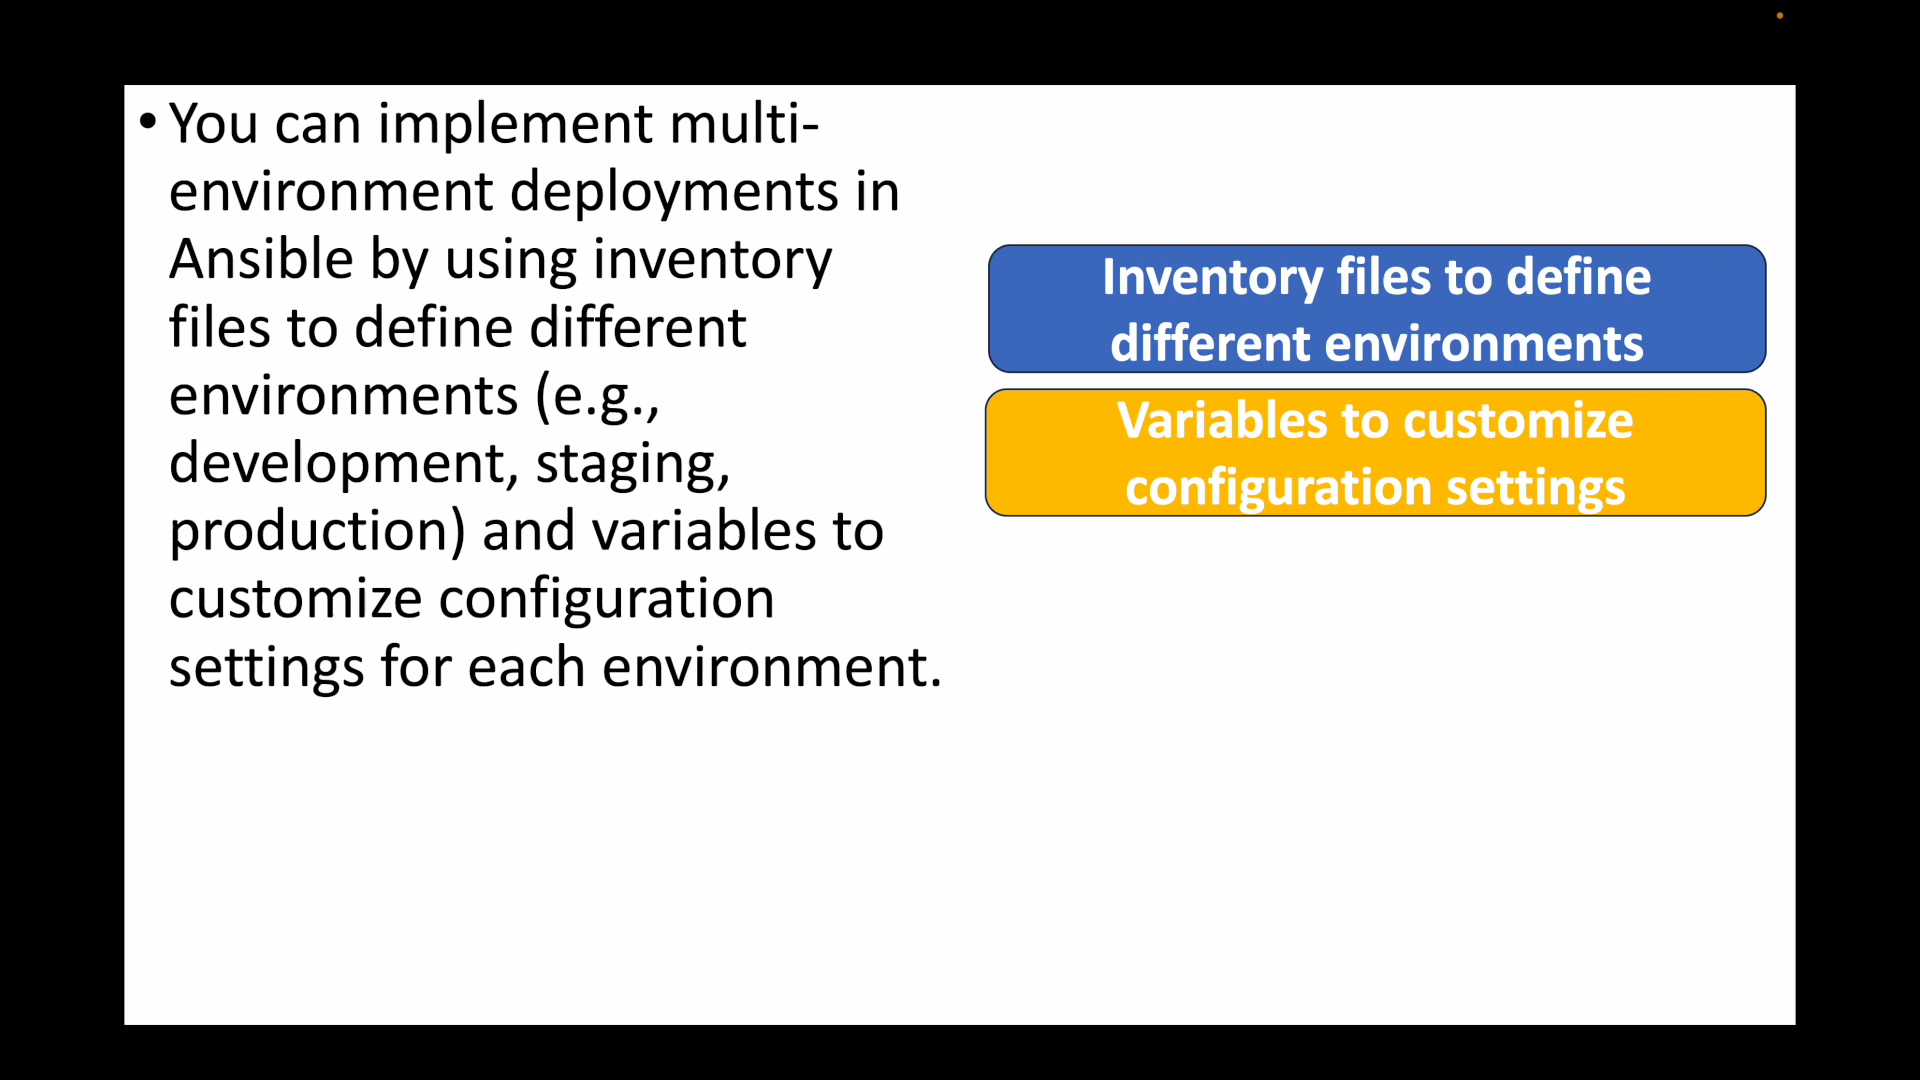 • You can implement multi-
environment deployments in
Ansible by using inventory
files to define different
environments (e.g.,
development, staging,
production) and variables to
customize configuration
settings for each environment.
Inventory files to define
different environments
Variables to customize
configuration settings